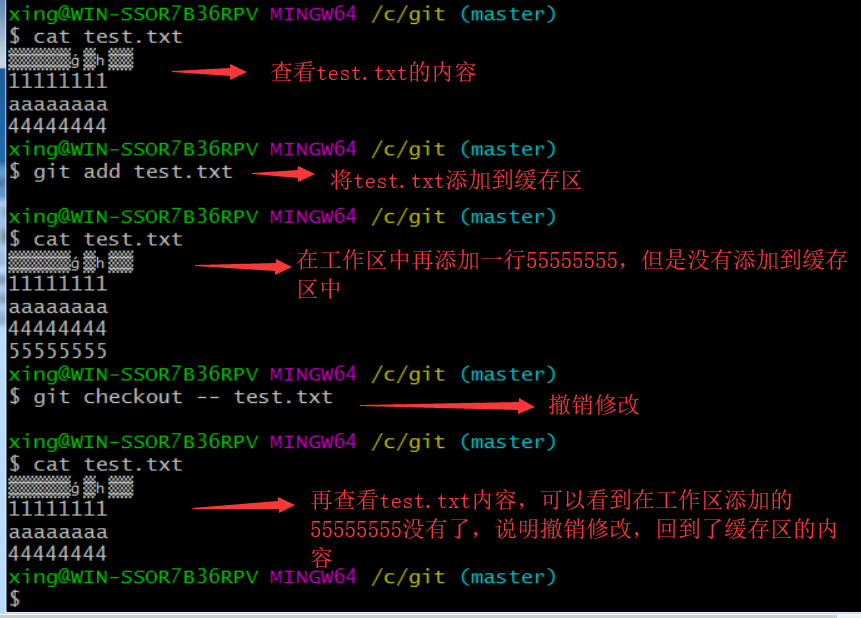 xing@WIN-SSOR7B36RPV MINGW64 /c/git (master)
$ cat test.txt
11111111
查看test.txt的内容
aaaaaaaa
44444444
xing@WIN-SSOR7B36RPV MINGW64 /c/git (master)
$ git add test.txt
将test.txt添加到缓存区
xing@WIN-SSOR7B36RPV MINGW64 /c/git (master)
$ cat test.txt
在工作区中再添加一行55555555，但是没有添加到缓存
区中
11111111
aaaaaaaa
44444444
55555555
xing@WIN-SSOR7B36RPV MINGW64 /c/git (master)
$ git checkout -- test.txt
撤销修改
xing@WIN-SSOR7B36RPV MINGW64 /c/git (master)
$ cat test.txt
再查看test.txt内容，可以看到在工作区添加的
55555555没有了，说明撤销修改，回到了缓存区的内
容
11111111
aaaaaaaa
44444444
xing@WIN-SSOR7B36RPV MINGW64 /c/git (master)
$